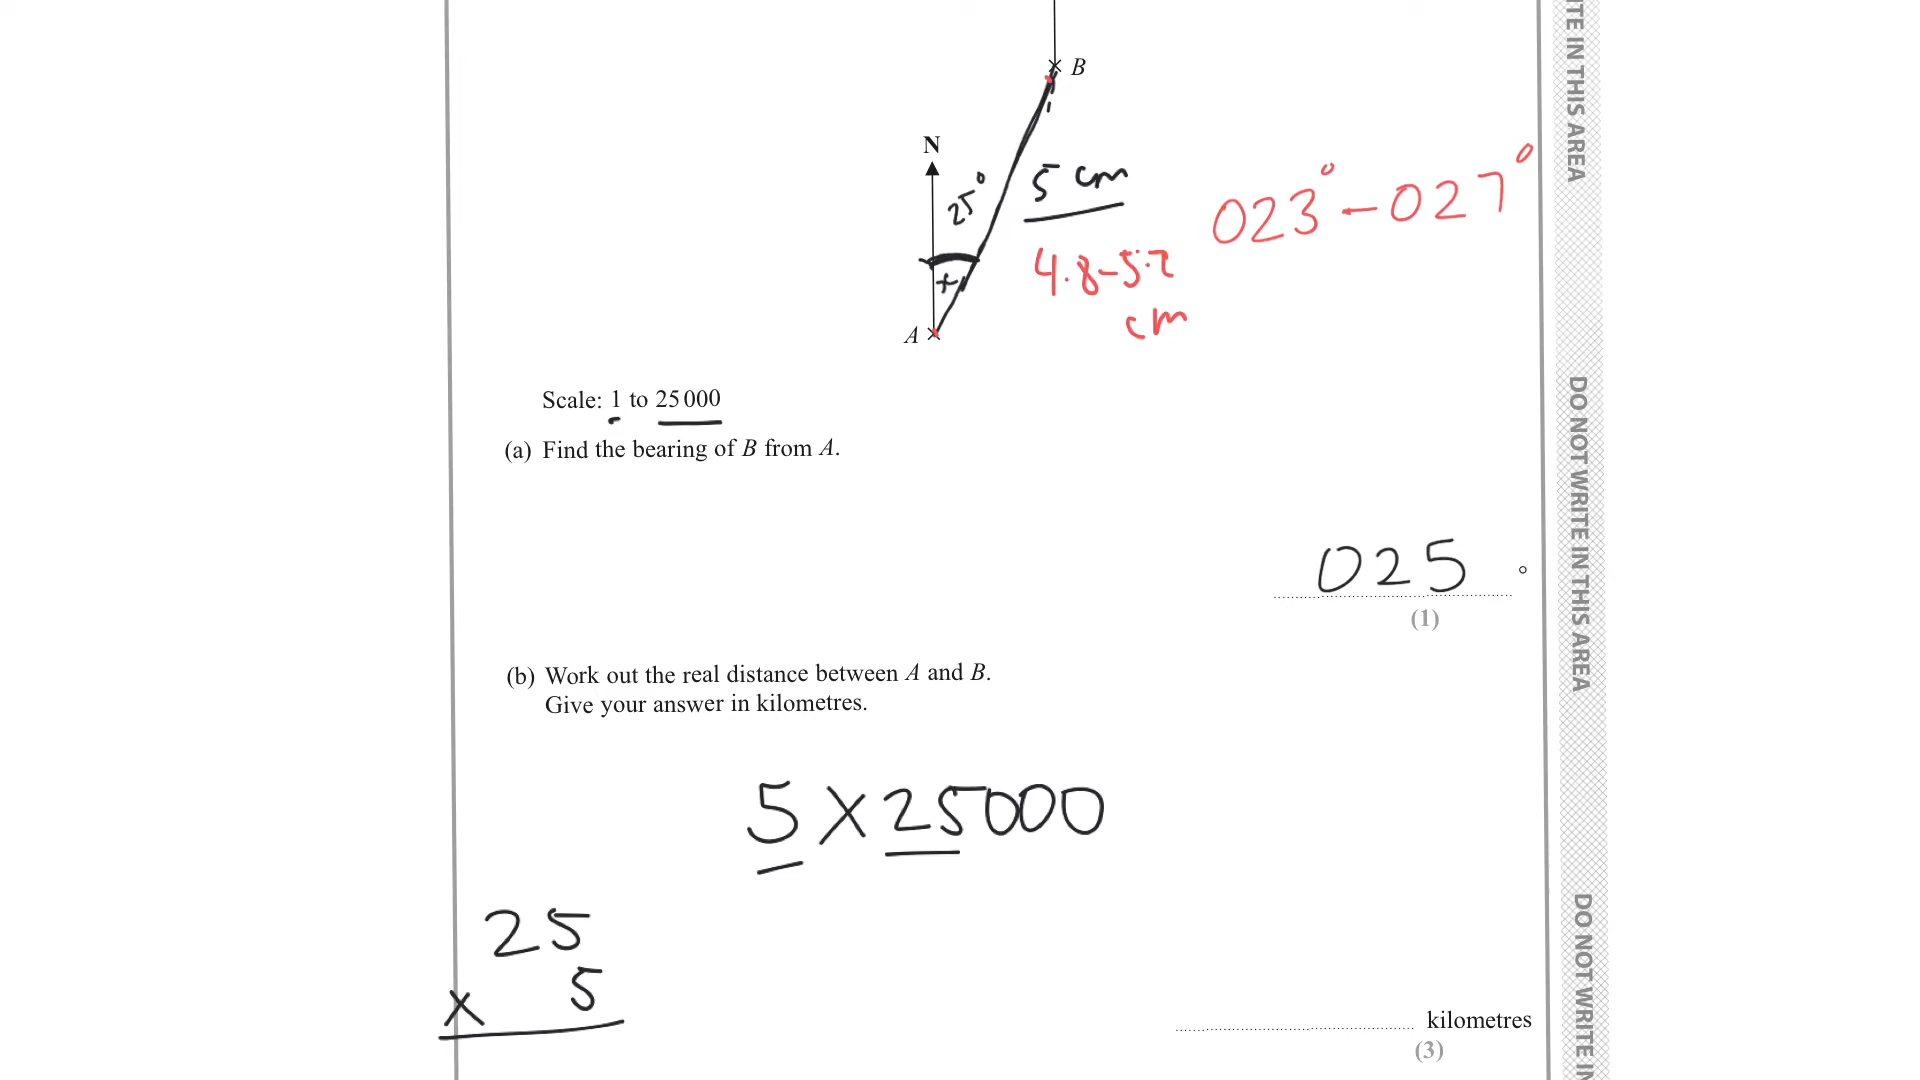 B
N
25°
5 cm
023° - 027°
4.8-5.2
cm
x
A
Scale: 1 to 25 000
(a) Find the bearing of B from A.
025 °
(1)
(b) Work out the real distance between A and B.
Give your answer in kilometres.
5 × 25000
25
× 5
kilometres
(3)
ITE IN THIS AREA
DO NOT WRITE IN THIS AREA
DO NOT WRITE IN